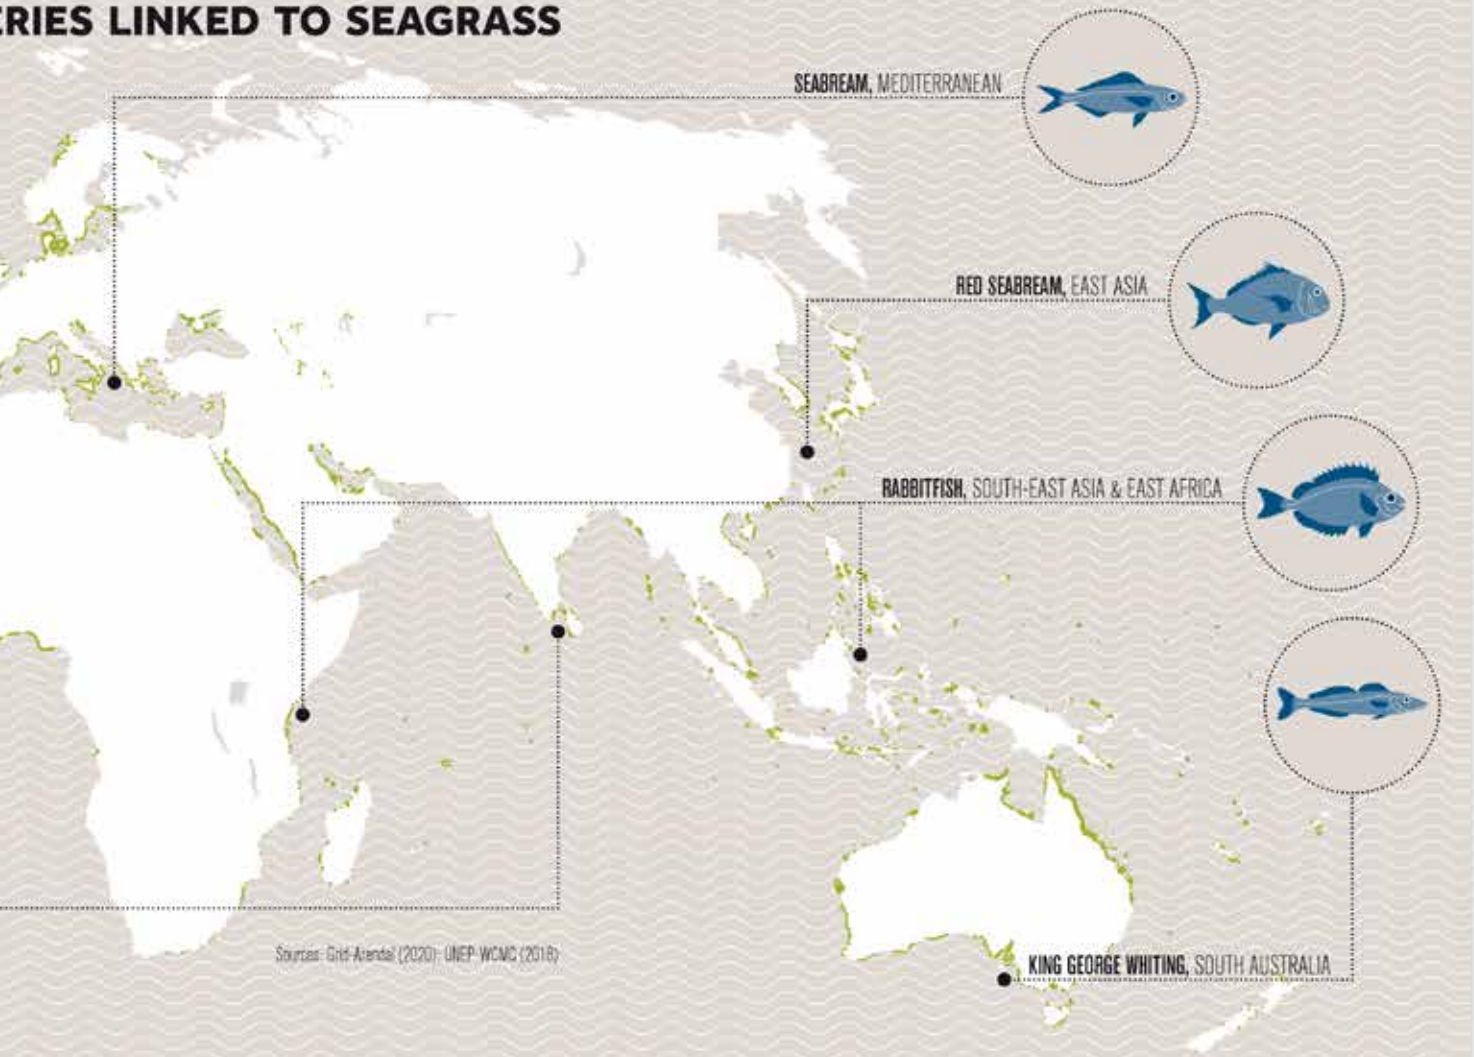 ERIES LINKED TO SEAGRASS
SEABREAM, MEDITERRANEAN
RED SEABREAM, EAST ASIA
RABBITFISH, SOUTH-EAST ASIA & EAST AFRICA
KING GEORGE WHITING, SOUTH AUSTRALIA
Sources: Grid-Arendal (2020); UNEP-WCMC (2018)